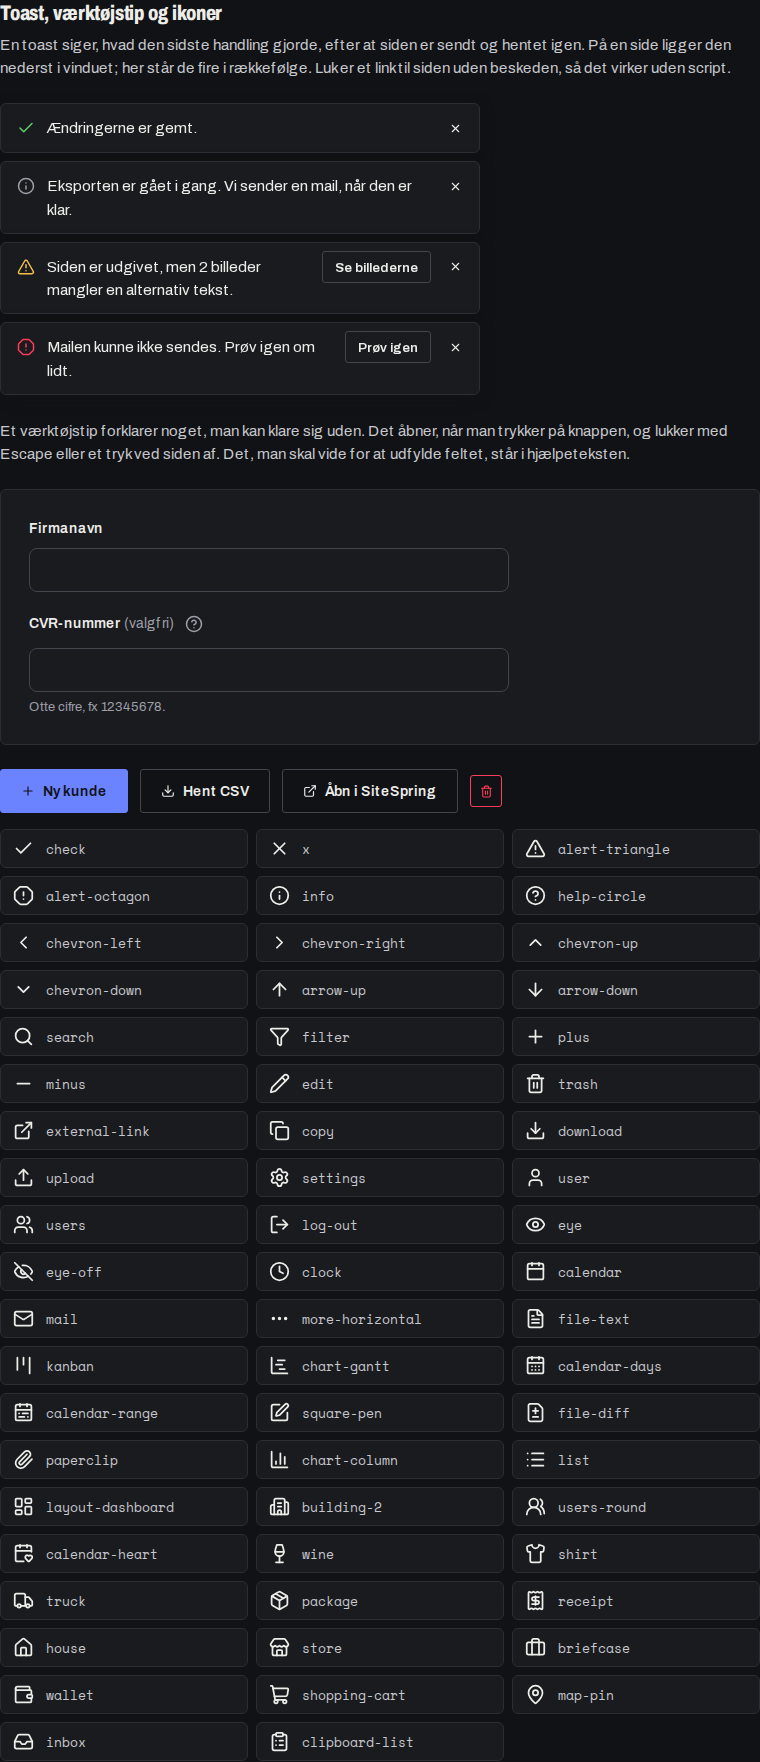 Toast, værktøjstip og ikoner
En toast siger, hvad den sidste handling gjorde, efter at siden er sendt og hentet igen. På en side ligger den
nederst i vinduet; her står de fire i rækkefølge. Luk er et link til siden uden beskeden, så det virker uden script.
Ændringerne er gemt.
Eksporten er gået i gang. Vi sender en mail, når den er
klar.
Siden er udgivet, men 2 billeder
mangler en alternativ tekst.
Se billederne
Mailen kunne ikke sendes. Prøv igen om
lidt.
Prøv igen
Et værktøjstip forklarer noget, man kan klare sig uden. Det åbner, når man trykker på knappen, og lukker med
Escape eller et tryk ved siden af. Det, man skal vide for at udfylde feltet, står i hjælpeteksten.
Firmanavn
CVR-nummer (valgfri)
Otte cifre, fx 12345678.
Ny kunde Hent CSV Åbn i SiteSpring
check x alert-triangle
alert-octagon info help-circle
chevron-left chevron-right chevron-up
chevron-down arrow-up arrow-down
search filter plus
minus edit trash
external-link copy download
upload settings user
users log-out eye
eye-off clock calendar
mail more-horizontal file-text
kanban chart-gantt calendar-days
calendar-range square-pen file-diff
paperclip chart-column list
layout-dashboard building-2 users-round
calendar-heart wine shirt
truck package receipt
house store briefcase
wallet shopping-cart map-pin
inbox clipboard-list